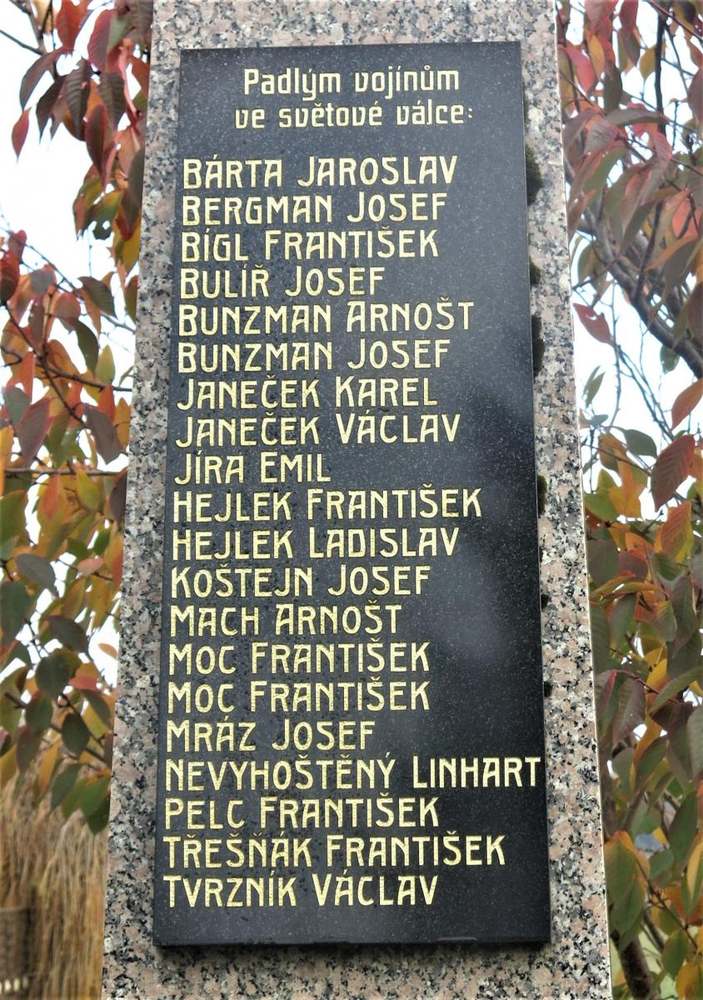 Padlým vojínům
ve světové válce:
BÁRTA JAROSLAV
BERGMAN JOSEF
BÍGL FRANTIŠEK
BULÍŘ JOSEF
BUNZMAN ARNOŠT
BUNZMAN JOSEF
JANEČEK KAREL
JANEČEK VÁCLAV
JÍRA EMIL
HEJLEK FRANTIŠEK
HEJLEK LADISLAV
KOŠTEJN JOSEF
MACH ARNOŠT
MOC FRANTIŠEK
MOC FRANTIŠEK
MRÁZ JOSEF
NEVYHOŠTĚNÝ LINHART
PELC FRANTIŠEK
TŘEŠŇÁK FRANTIŠEK
TVRZNÍK VÁCLAV